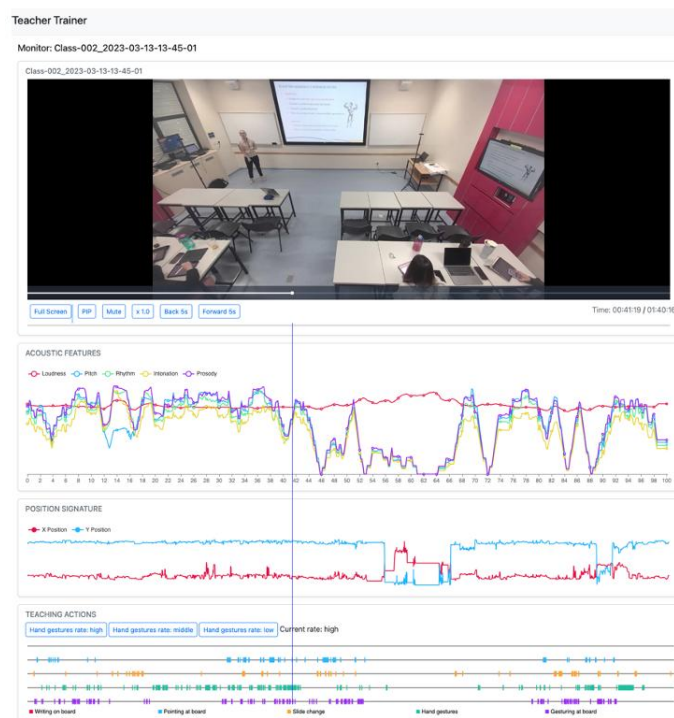 Teacher Trainer
Monitor: Class-002_2023-03-13-13-45-01
Class-002_2023-03-13-13-45-01
Full Screen PIP Mute x 1.0 Back 5s Forward 5s Time: 00:41:19 / 01:40:16
ACOUSTIC FEATURES
Loudness Pitch Rhythm Intonation Prosody
0 2 4 6 8 10 12 14 16 18 20 22 24 26 28 30 32 34 36 38 40 42 44 46 48 50 52 54 56 58 60 62 64 66 68 70 72 74 76 78 80 82 84 86 88 90 92 94 96 98 100
POSITION SIGNATURE
X Position Y Position
TEACHING ACTIONS
Hand gestures rate: high Hand gestures rate: middle Hand gestures rate: low Current rate: high
Writing on board Pointing at board Slide change Hand gestures Gesturing at board